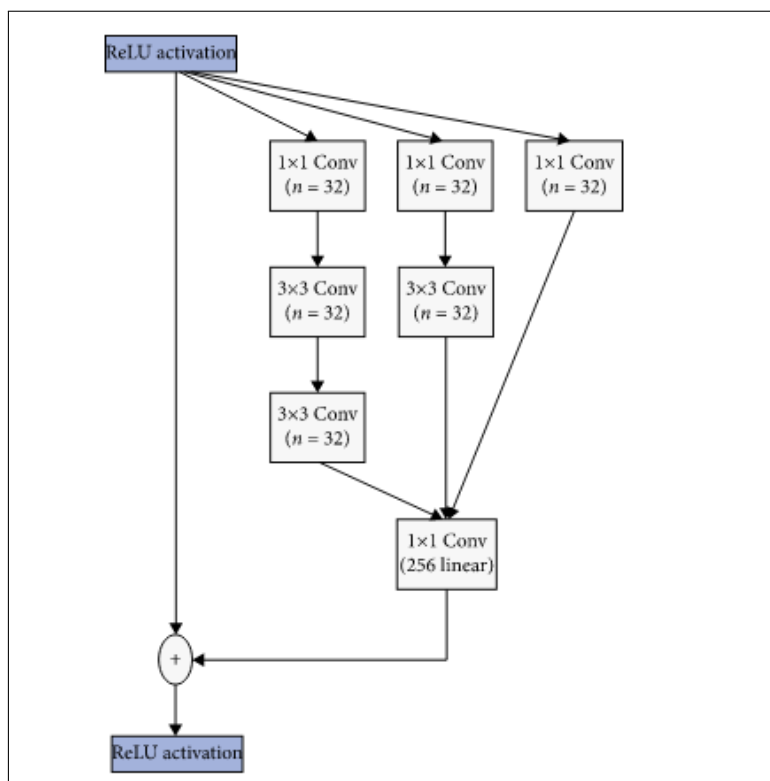 ReLU activation
1×1 Conv
(n = 32)
1×1 Conv
(n = 32)
1×1 Conv
(n = 32)
3×3 Conv
(n = 32)
3×3 Conv
(n = 32)
3×3 Conv
(n = 32)
1×1 Conv
(256 linear)
+
ReLU activation